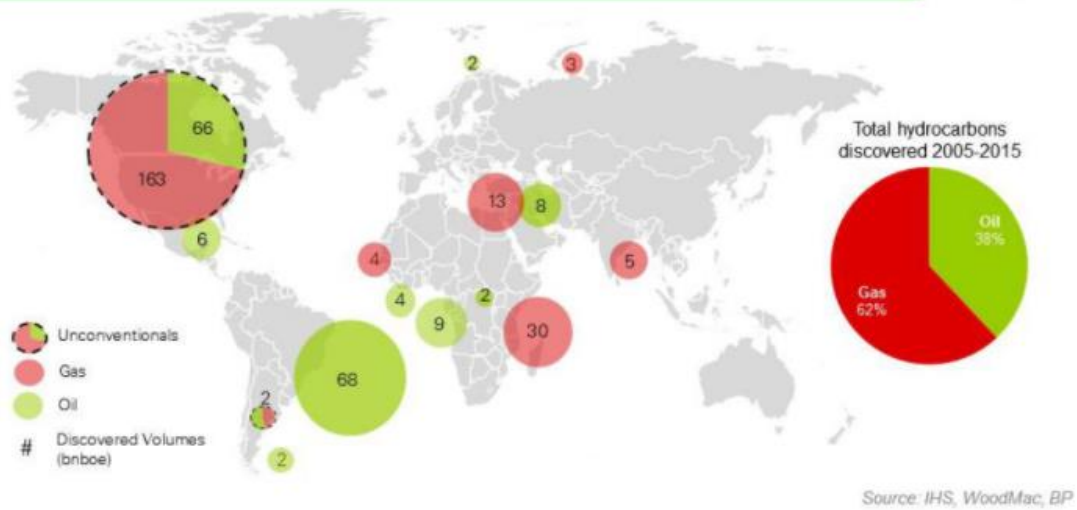 2
3
66
163
13
8
6
4
5
4
2
9
30
68
2
2
Unconventionals
Gas
Oil
# Discovered Volumes
(bnboe)
Total hydrocarbons
discovered 2005-2015
Oil
38%
Gas
62%
Source: IHS, WoodMac, BP